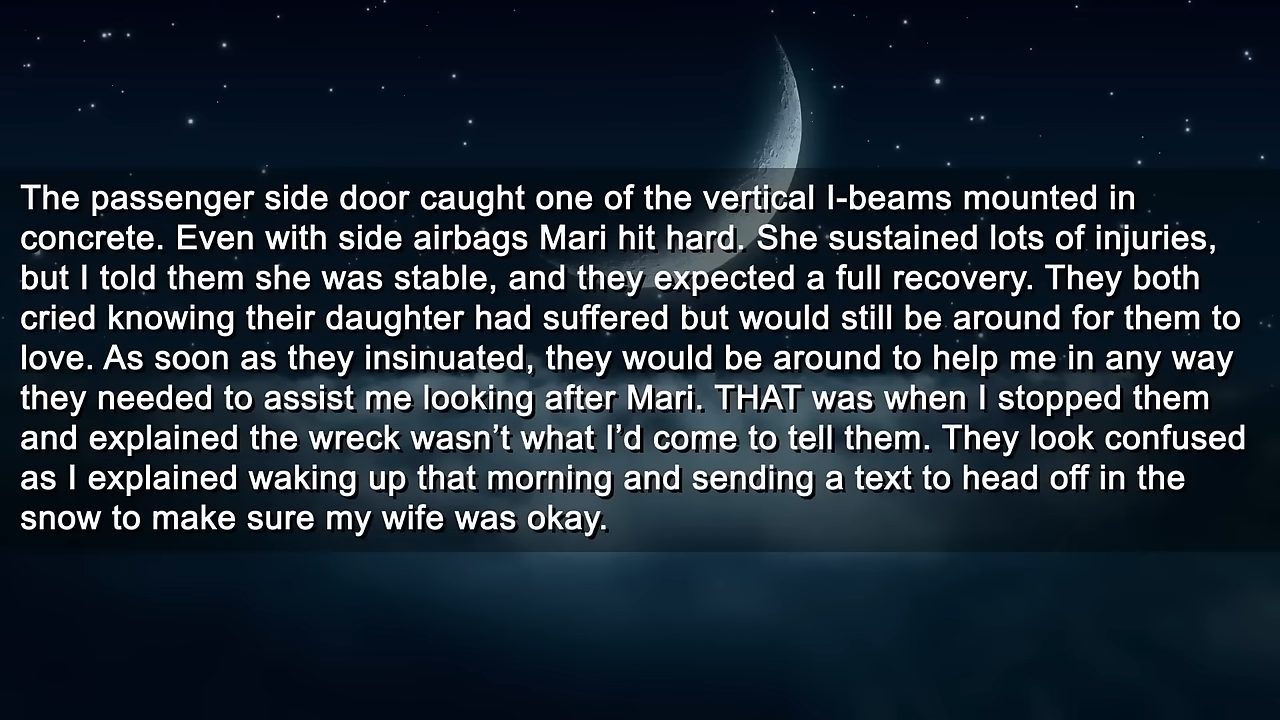 The passenger side door caught one of the vertical I-beams mounted in
concrete. Even with side airbags Mari hit hard. She sustained lots of injuries,
but I told them she was stable, and they expected a full recovery. They both
cried knowing their daughter had suffered but would still be around for them to
love. As soon as they insinuated, they would be around to help me in any way
they needed to assist me looking after Mari. THAT was when I stopped them
and explained the wreck wasn’t what I’d come to tell them. They look confused
as I explained waking up that morning and sending a text to head off in the
snow to make sure my wife was okay.